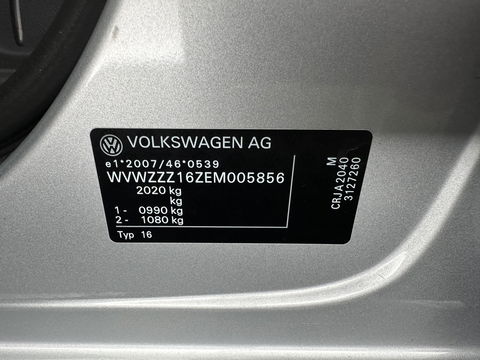 VOLKSWAGEN AG
e1*2007/46*0539
WVWZZZ16ZEM005856
2020 kg
kg
1 - 0990 kg
2 - 1080 kg
Typ 16
M
CRJA2040
3127260